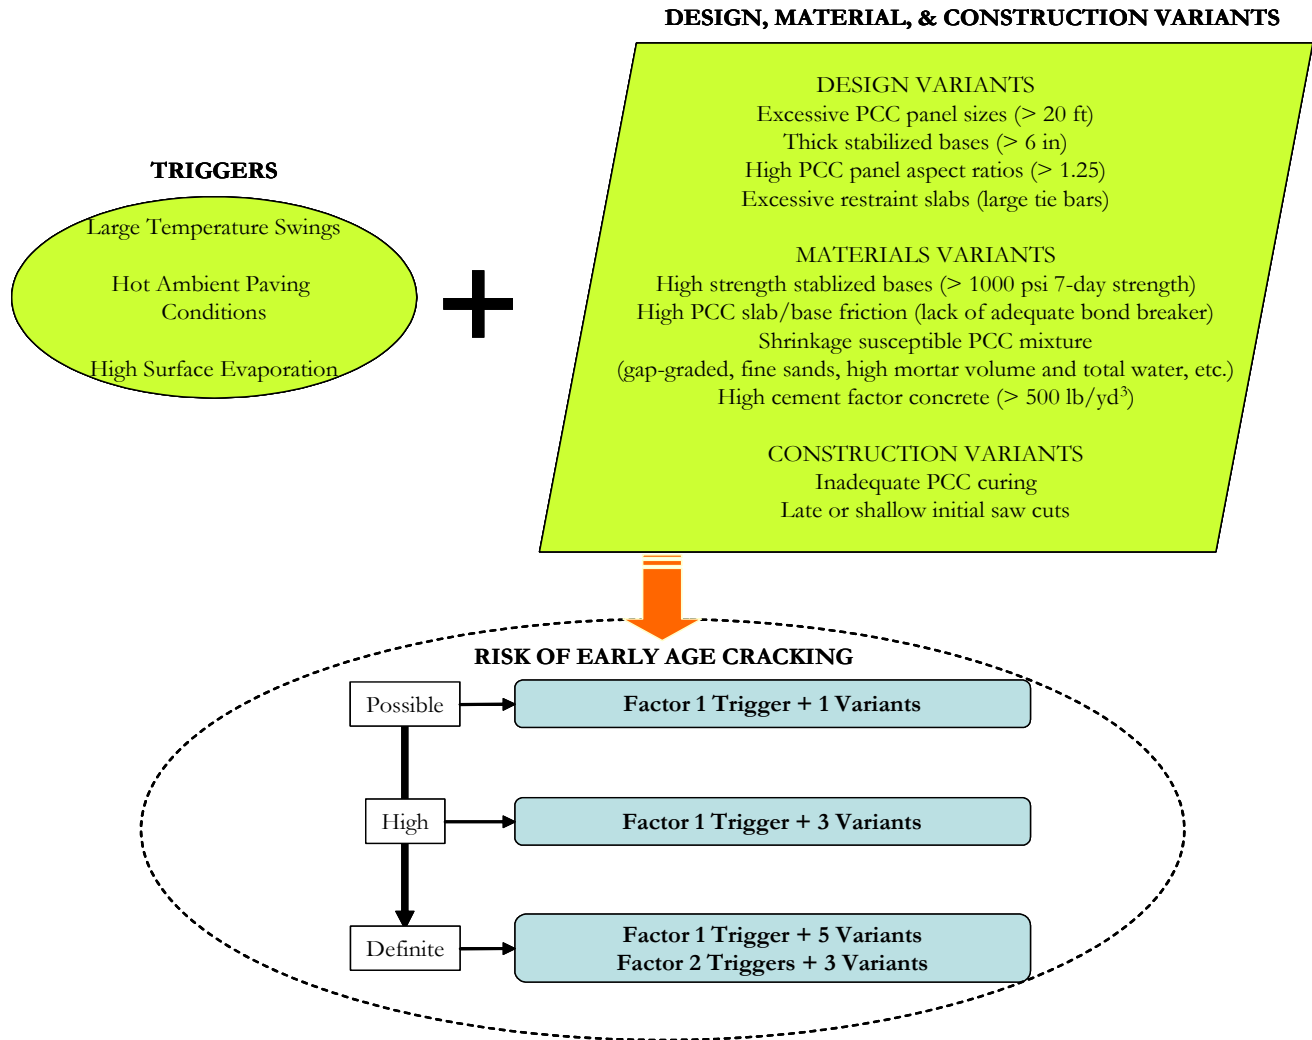 DESIGN, MATERIAL, & CONSTRUCTION VARIANTS
DESIGN VARIANTS
Excessive PCC panel sizes (> 20 ft)
Thick stabilized bases (> 6 in)
High PCC panel aspect ratios (> 1.25)
Excessive restraint slabs (large tie bars)
MATERIALS VARIANTS
High strength stablized bases (> 1000 psi 7-day strength)
High PCC slab/base friction (lack of adequate bond breaker)
Shrinkage susceptible PCC mixture
(gap-graded, fine sands, high mortar volume and total water, etc.)
High cement factor concrete (> 500 lb/yd³)
CONSTRUCTION VARIANTS
Inadequate PCC curing
Late or shallow initial saw cuts
TRIGGERS
Large Temperature Swings
Hot Ambient Paving
Conditions
High Surface Evaporation
+
RISK OF EARLY AGE CRACKING
Possible
Factor 1 Trigger + 1 Variants
High
Factor 1 Trigger + 3 Variants
Definite
Factor 1 Trigger + 5 Variants
Factor 2 Triggers + 3 Variants